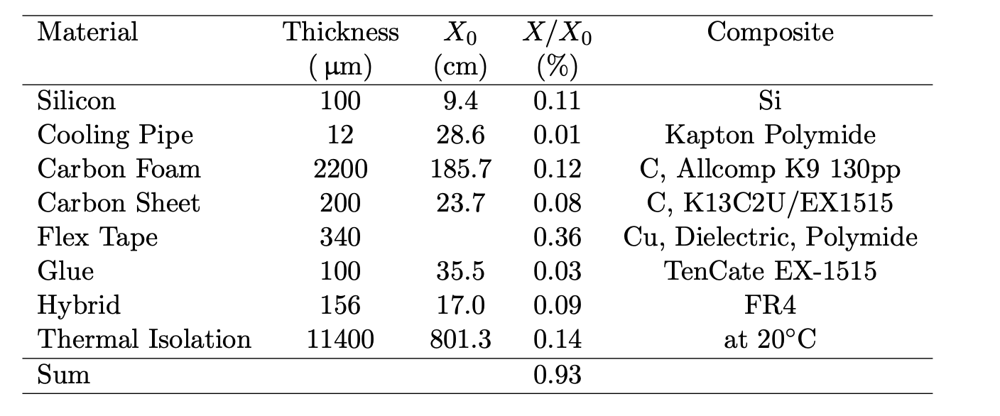 Material Thickness X₀ X/X₀ Composite
( μm) (cm) (%)
Silicon 100 9.4 0.11 Si
Cooling Pipe 12 28.6 0.01 Kapton Polymide
Carbon Foam 2200 185.7 0.12 C, Allcomp K9 130pp
Carbon Sheet 200 23.7 0.08 C, K13C2U/EX1515
Flex Tape 340 0.36 Cu, Dielectric, Polymide
Glue 100 35.5 0.03 TenCate EX-1515
Hybrid 156 17.0 0.09 FR4
Thermal Isolation 11400 801.3 0.14 at 20°C
Sum 0.93